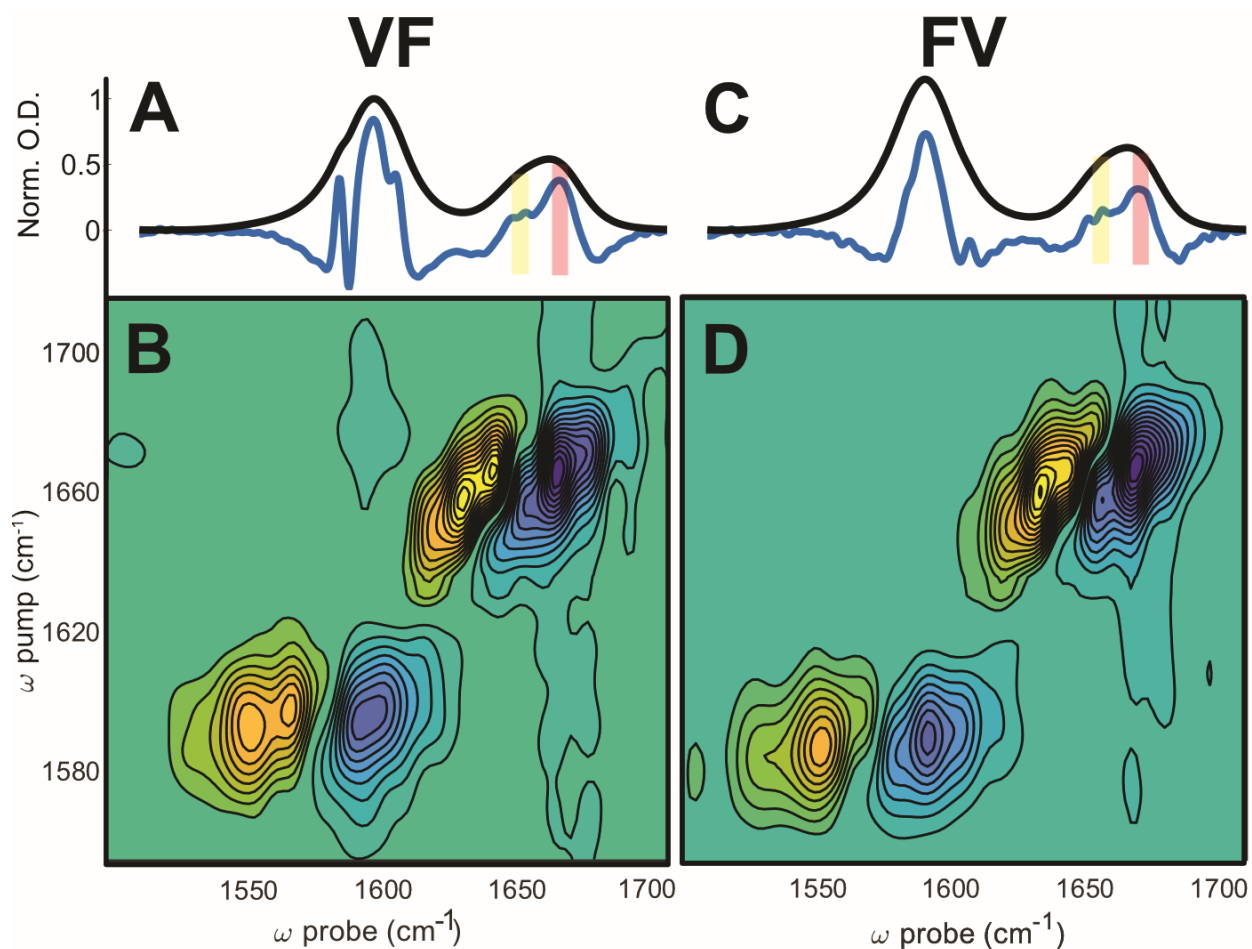 VF
FV
A
C
Norm. O.D.
1
0.5
0
B
D
ω pump (cm-1)
1700
1660
1620
1580
1550
1600
1650
1700
1550
1600
1650
1700
ω probe (cm-1)
ω probe (cm-1)